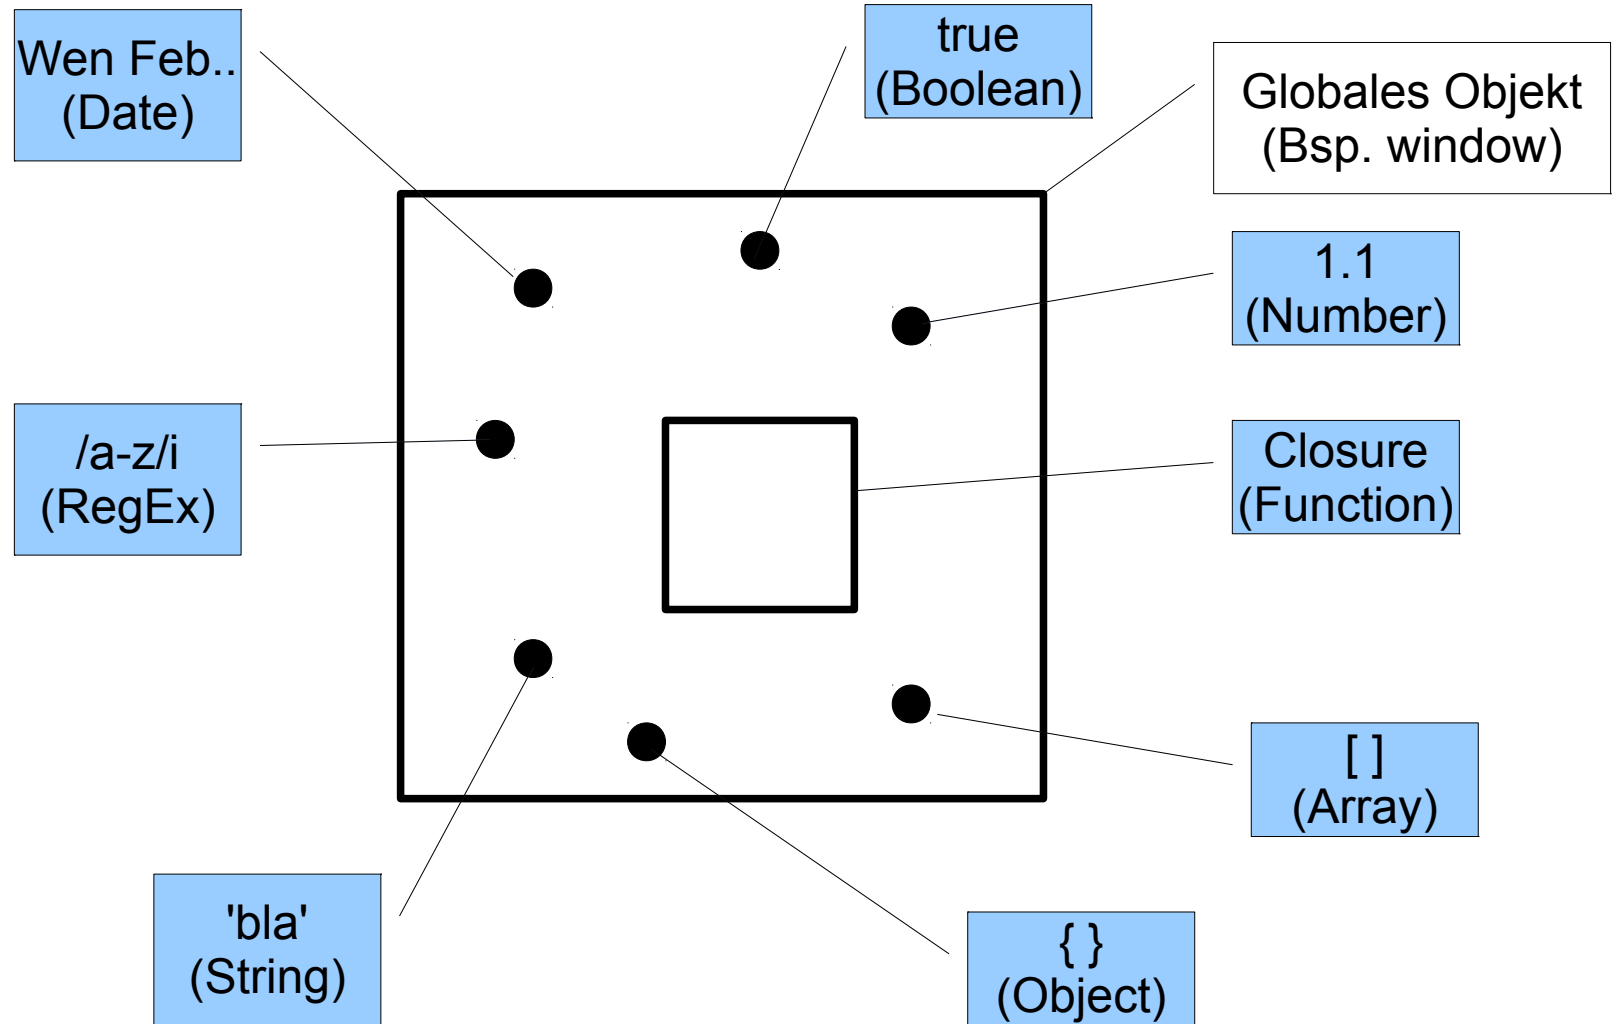 Wen Feb..
(Date)
true
(Boolean)
Globales Objekt
(Bsp. window)
1.1
(Number)
/a-z/i
(RegEx)
Closure
(Function)
[ ]
(Array)
'bla'
(String)
{ }
(Object)